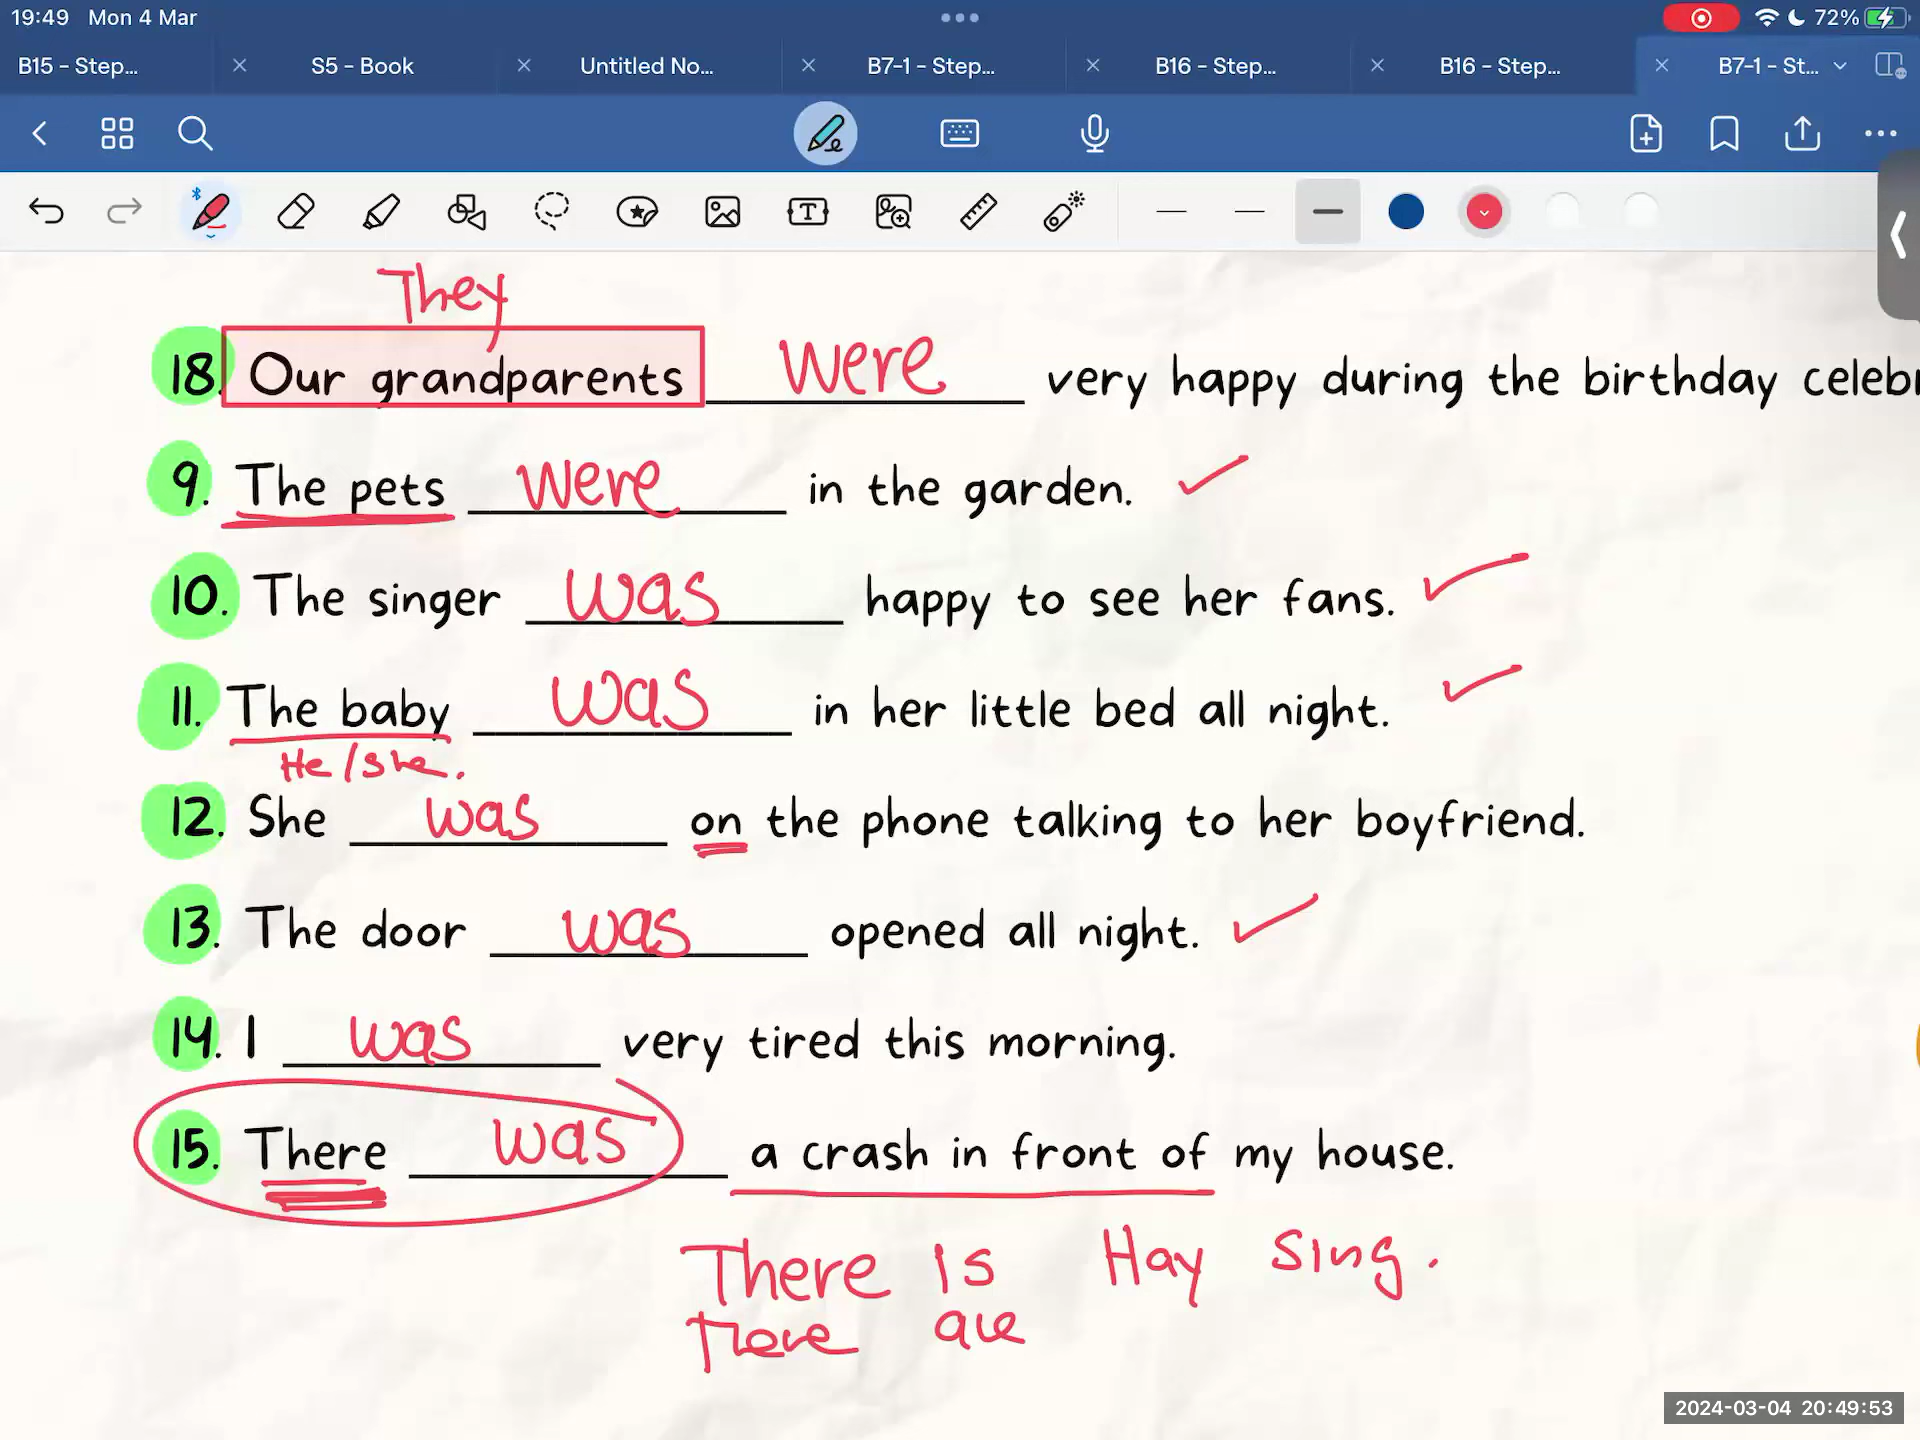 19:49 Mon 4 Mar
72%
B15 - Step... S5 - Book Untitled No... B7-1 - Step... B16 - Step... B16 - Step... B7-1 - St...
They
18. Our grandparents were very happy during the birthday celebr
9. The pets were in the garden.
10. The singer was happy to see her fans.
11. The baby was in her little bed all night.
He/She.
12. She was on the phone talking to her boyfriend.
13. The door was opened all night.
14. I was very tired this morning.
15. There was a crash in front of my house.
There is Hay Sing.
There are
2024-03-04 20:49:53